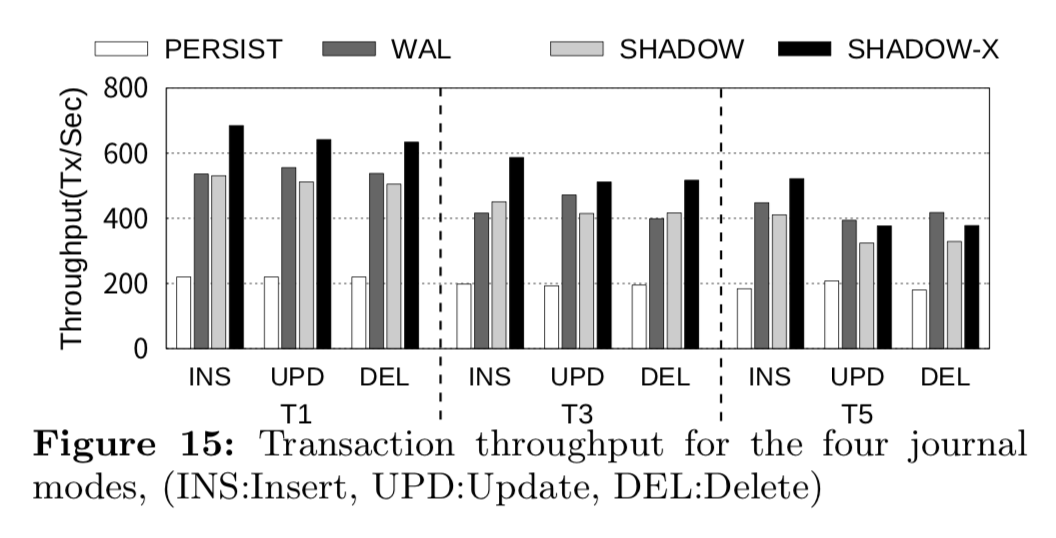 PERSIST WAL SHADOW SHADOW-X
Throughput(Tx/Sec)
800
600
400
200
0
INS UPD DEL INS UPD DEL INS UPD DEL
T1 T3 T5
Figure 15: Transaction throughput for the four journal
modes, (INS:Insert, UPD:Update, DEL:Delete)